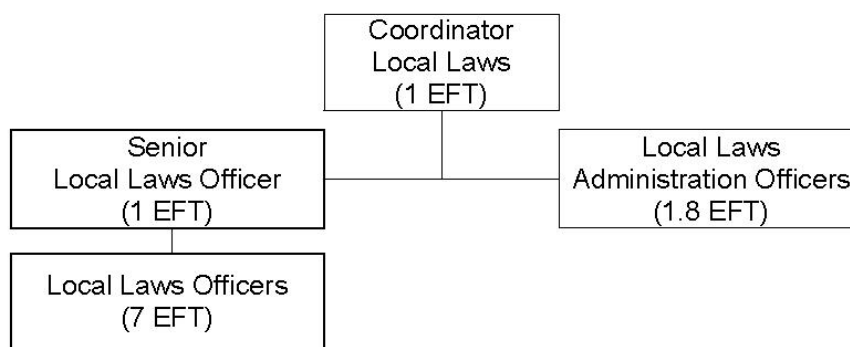 Coordinator
Local Laws
(1 EFT)
Senior
Local Laws Officer
(1 EFT)
Local Laws
Administration Officers
(1.8 EFT)
Local Laws Officers
(7 EFT)